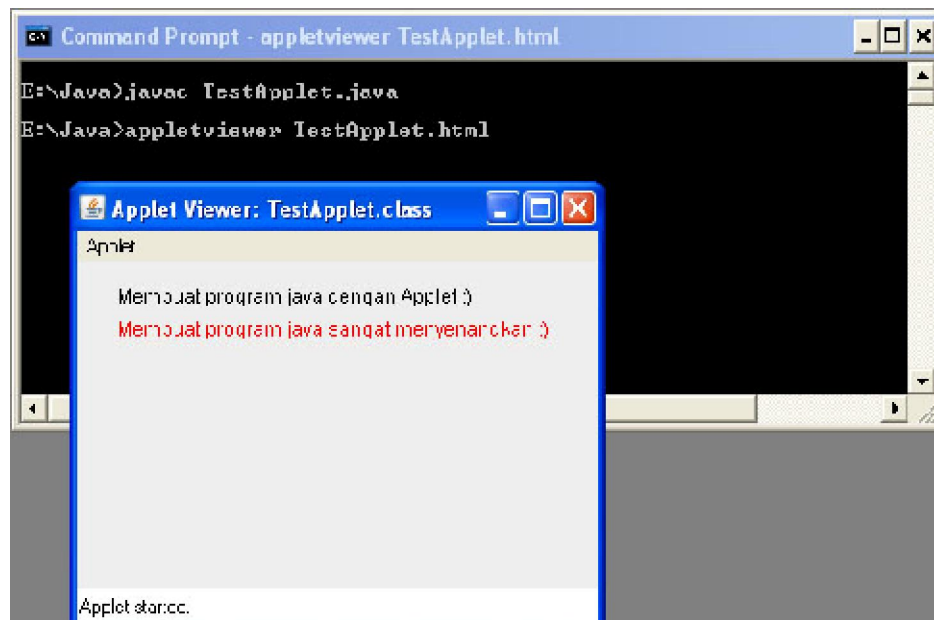 Command Prompt - appletviewer TestApplet.html
E:\Java>javac TestApplet.java
E:\Java>appletviewer TestApplet.html
Applet Viewer: TestApplet.class
Applet
Membuat program java dengan Applet :)
Membuat program java sangat menyenangkan :)
Applet started.